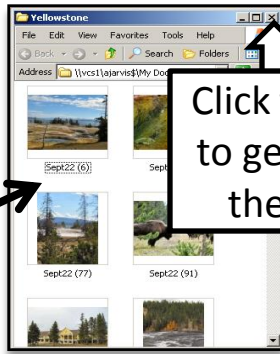 Yellowstone
File Edit View Favorites Tools Help
Back Search Folders
Address \\vcs1\ajarvis$\My Doc
Click
to ge
the
Sept22 (6)
Sept
Sept22 (77) Sept22 (91)